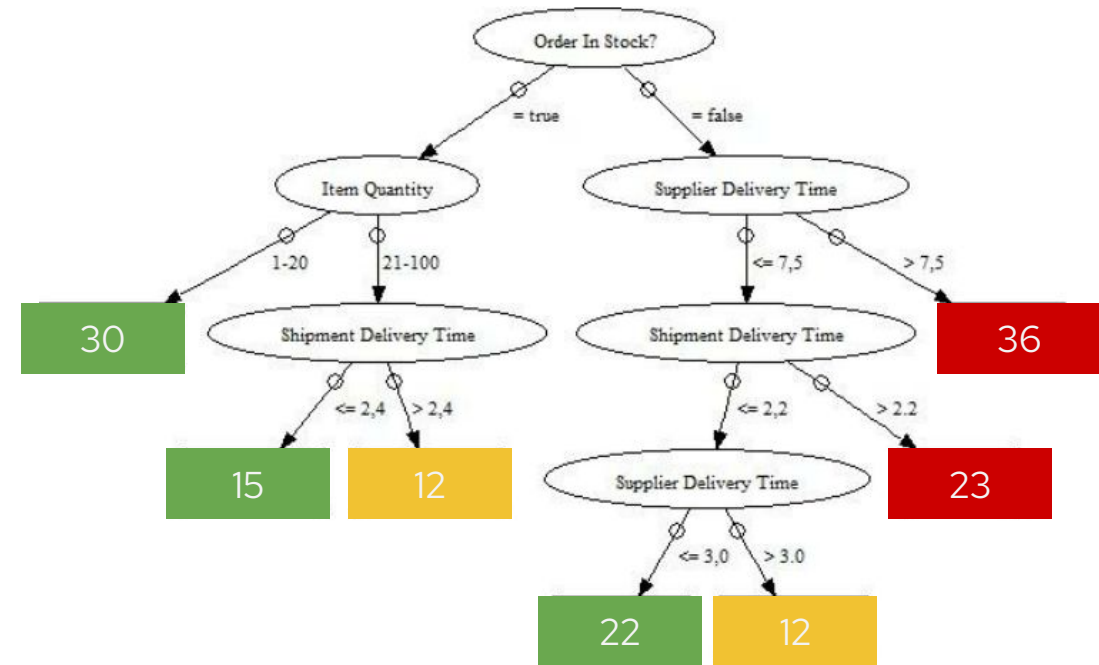 Order In Stock?
= true
= false
Item Quantity
Supplier Delivery Time
1-20
21-100
<= 7,5
> 7,5
30
Shipment Delivery Time
Shipment Delivery Time
36
<= 2,4
> 2,4
<= 2,2
> 2.2
15
12
Supplier Delivery Time
23
<= 3,0
> 3.0
22
12